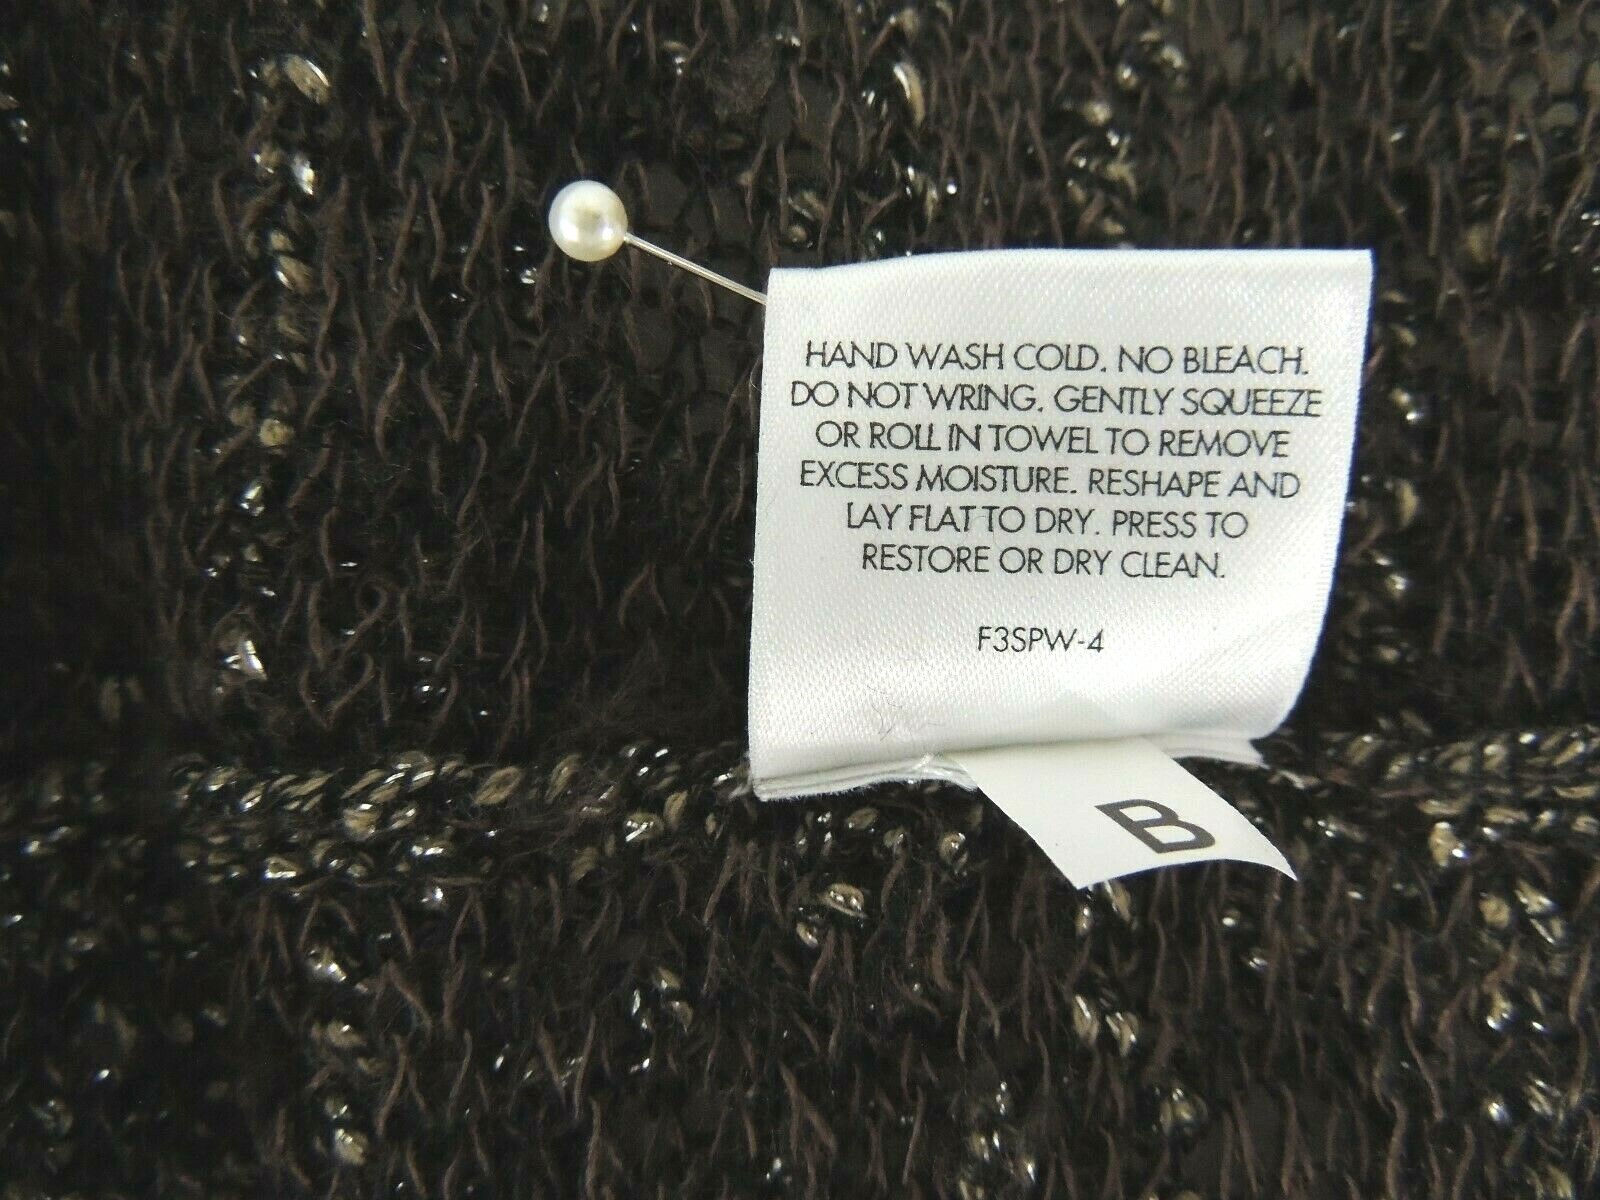 HAND WASH COLD. NO BLEACH.
DO NOT WRING. GENTLY SQUEEZE
OR ROLL IN TOWEL TO REMOVE
EXCESS MOISTURE. RESHAPE AND
LAY FLAT TO DRY. PRESS TO
RESTORE OR DRY CLEAN.
F3SPW-4
B